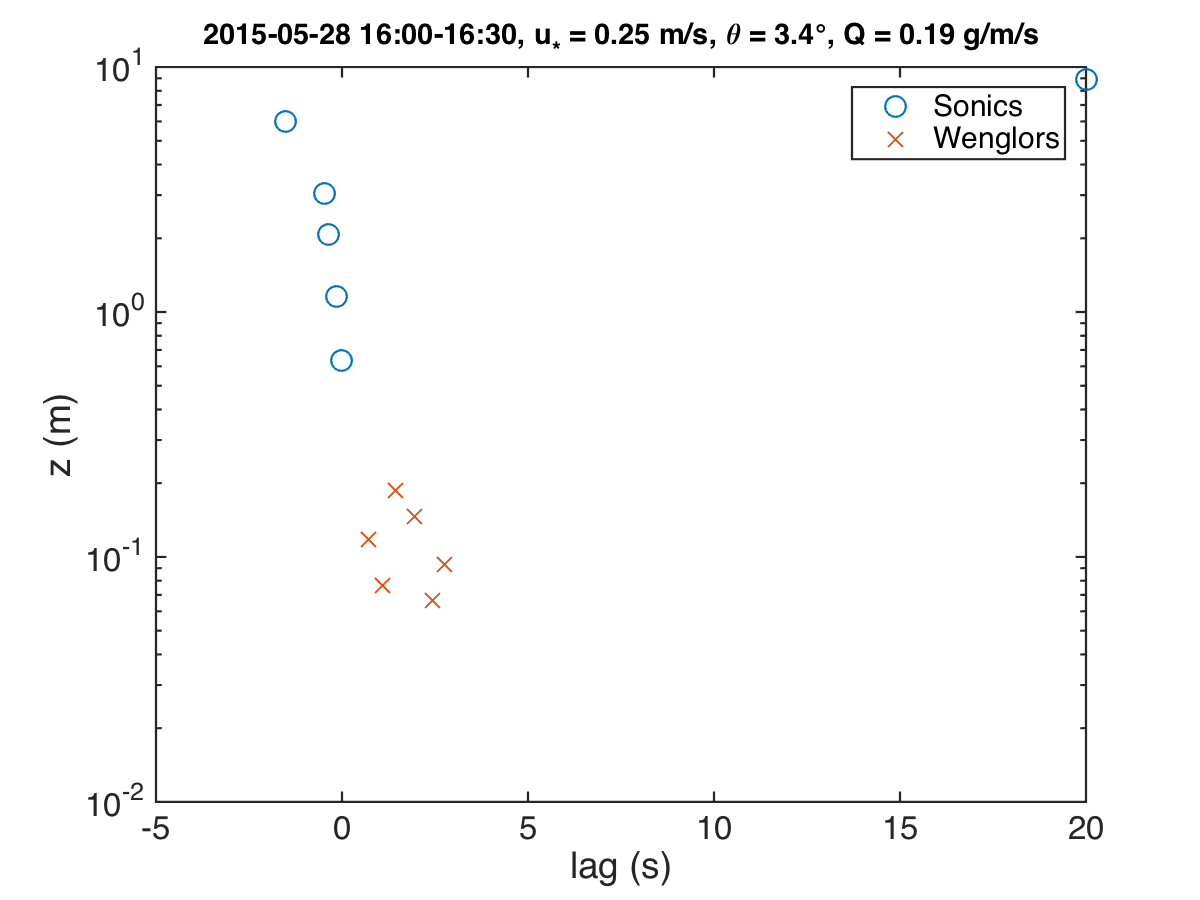 2015-05-28 16:00-16:30, u* = 0.25 m/s, θ = 3.4°, Q = 0.19 g/m/s
10^1
Sonics
Wenglors
10^0
z (m)
10^-1
10^-2
-5 0 5 10 15 20
lag (s)